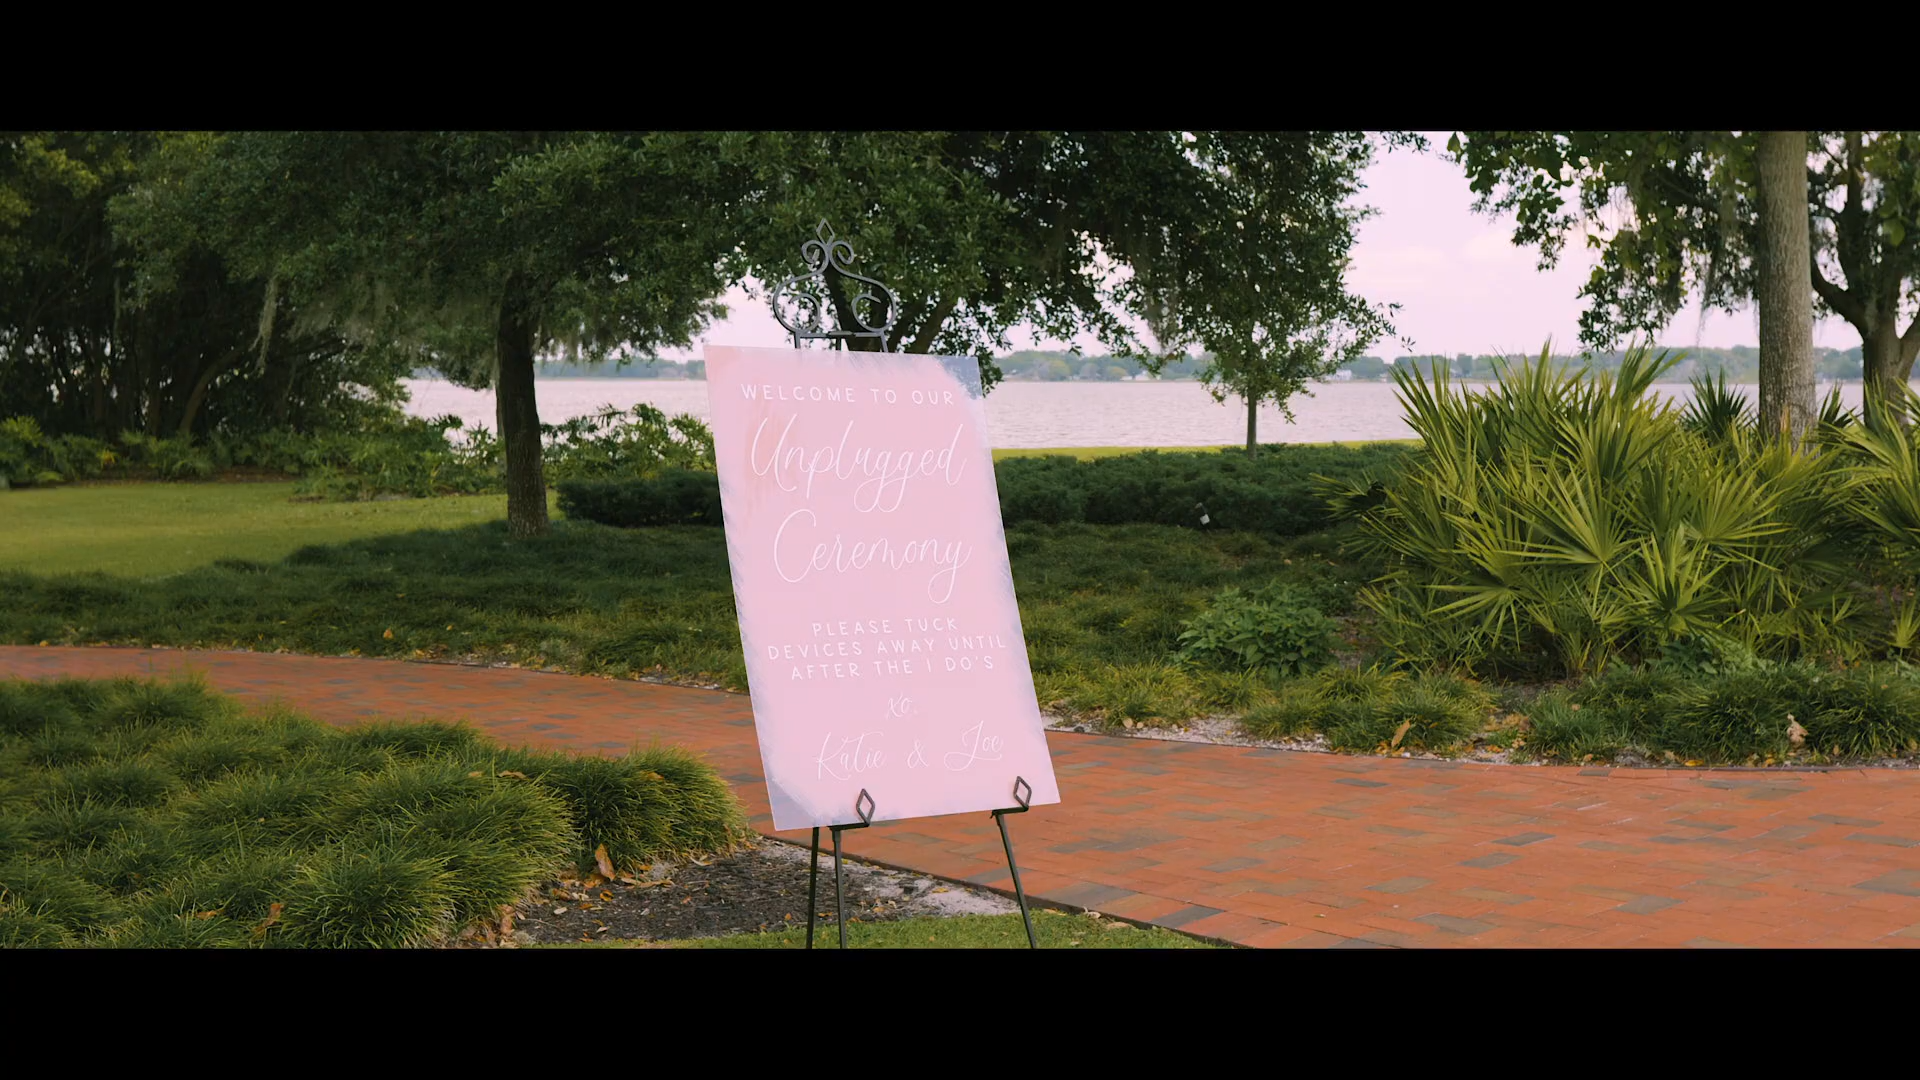 WELCOME TO OUR
Unplugged
Ceremony
PLEASE TUCK
DEVICES AWAY UNTIL
AFTER THE I DO'S
xo,
Katie & Joe